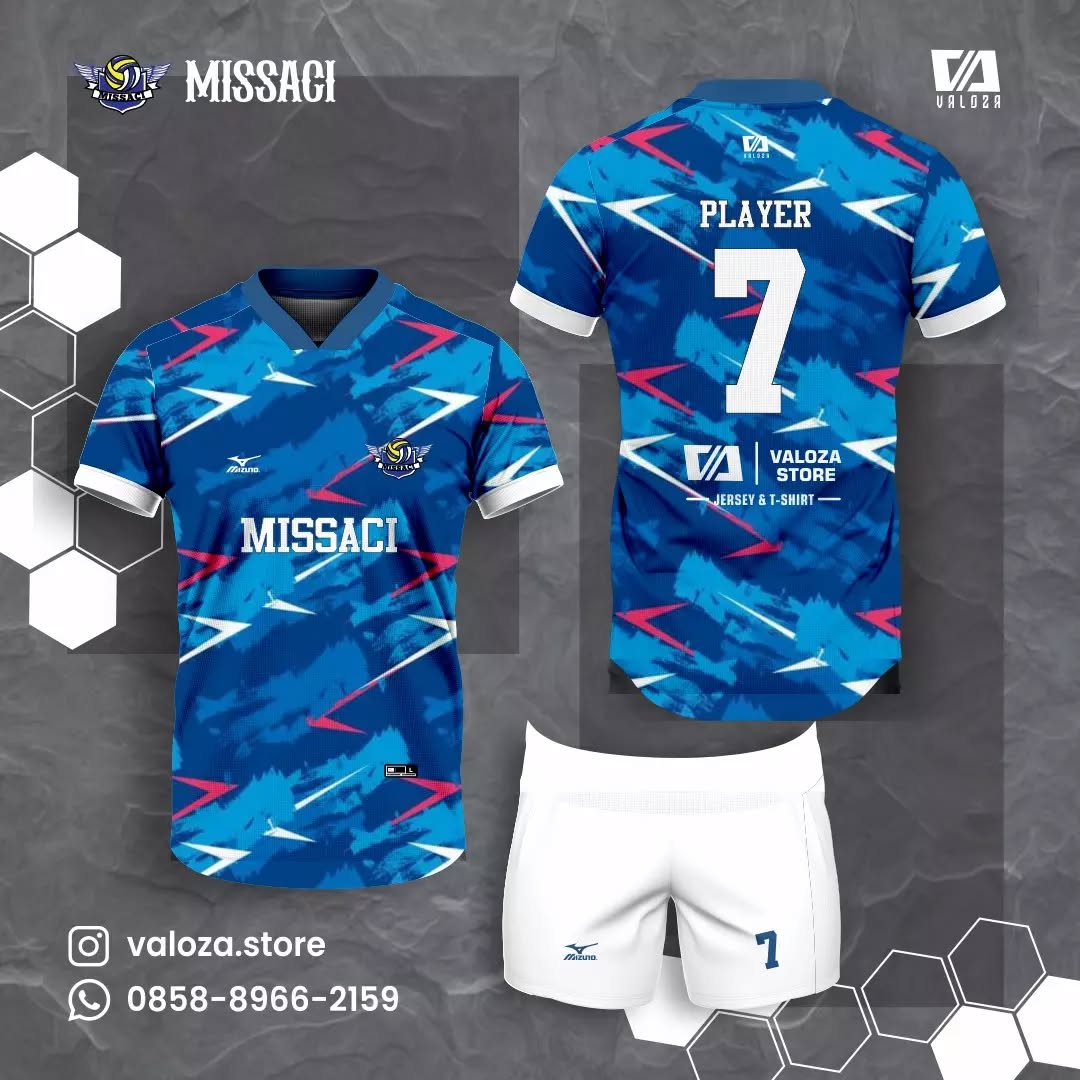 MISSACI
MISSACI
VALOZA
VALOZA
PLAYER
7
VALOZA
STORE
JERSEY & T-SHIRT
MIZUNO
MISSACI
MISSACI
L
MIZUNO
7
valoza.store
0858-8966-2159